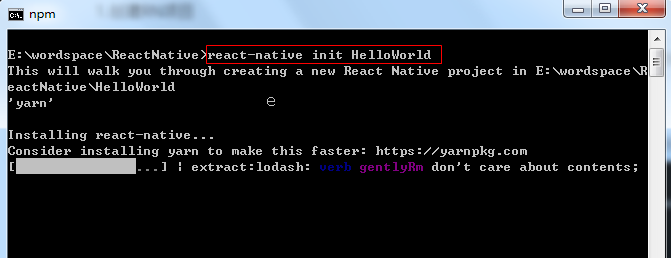 npm
E:\wordspace\ReactNative>react-native init HelloWorld
This will walk you through creating a new React Native project in E:\wordspace\R
eactNative\HelloWorld
'yarn'
e
Installing react-native...
Consider installing yarn to make this faster: https://yarnpkg.com
[ ...] | extract:lodash: verb gentlyRm don't care about contents;